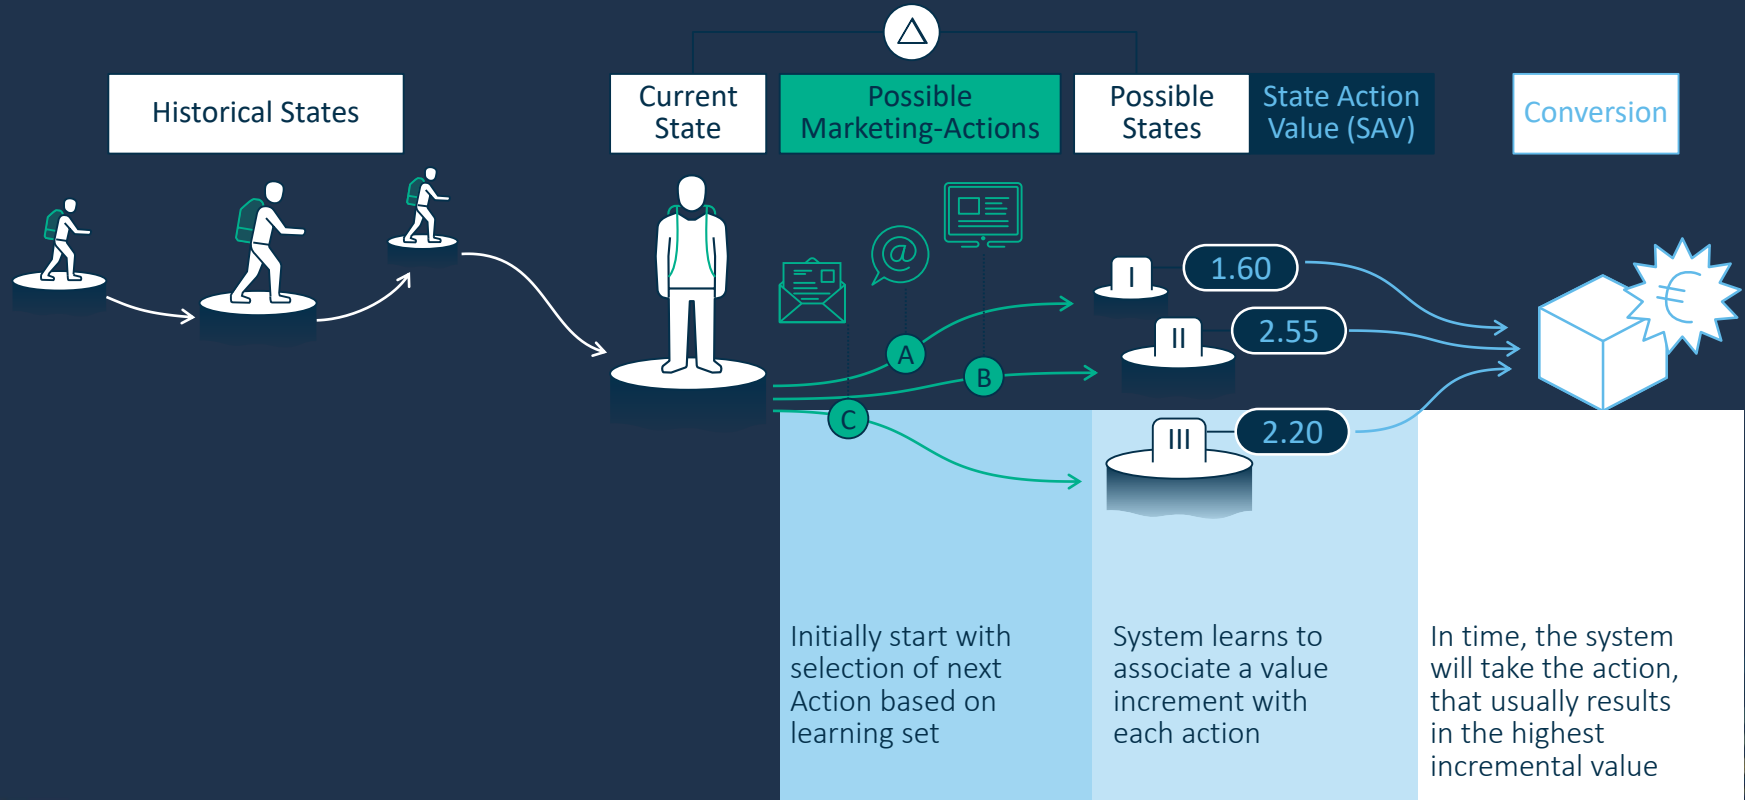 Historical States
Current
State
Possible
Marketing-Actions
Possible
States
State Action
Value (SAV)
Conversion
@
A
B
C
I
1.60
II
2.55
III
2.20
€
Initially start with
selection of next
Action based on
learning set
System learns to
associate a value
increment with
each action
In time, the system
will take the action,
that usually results
in the highest
incremental value